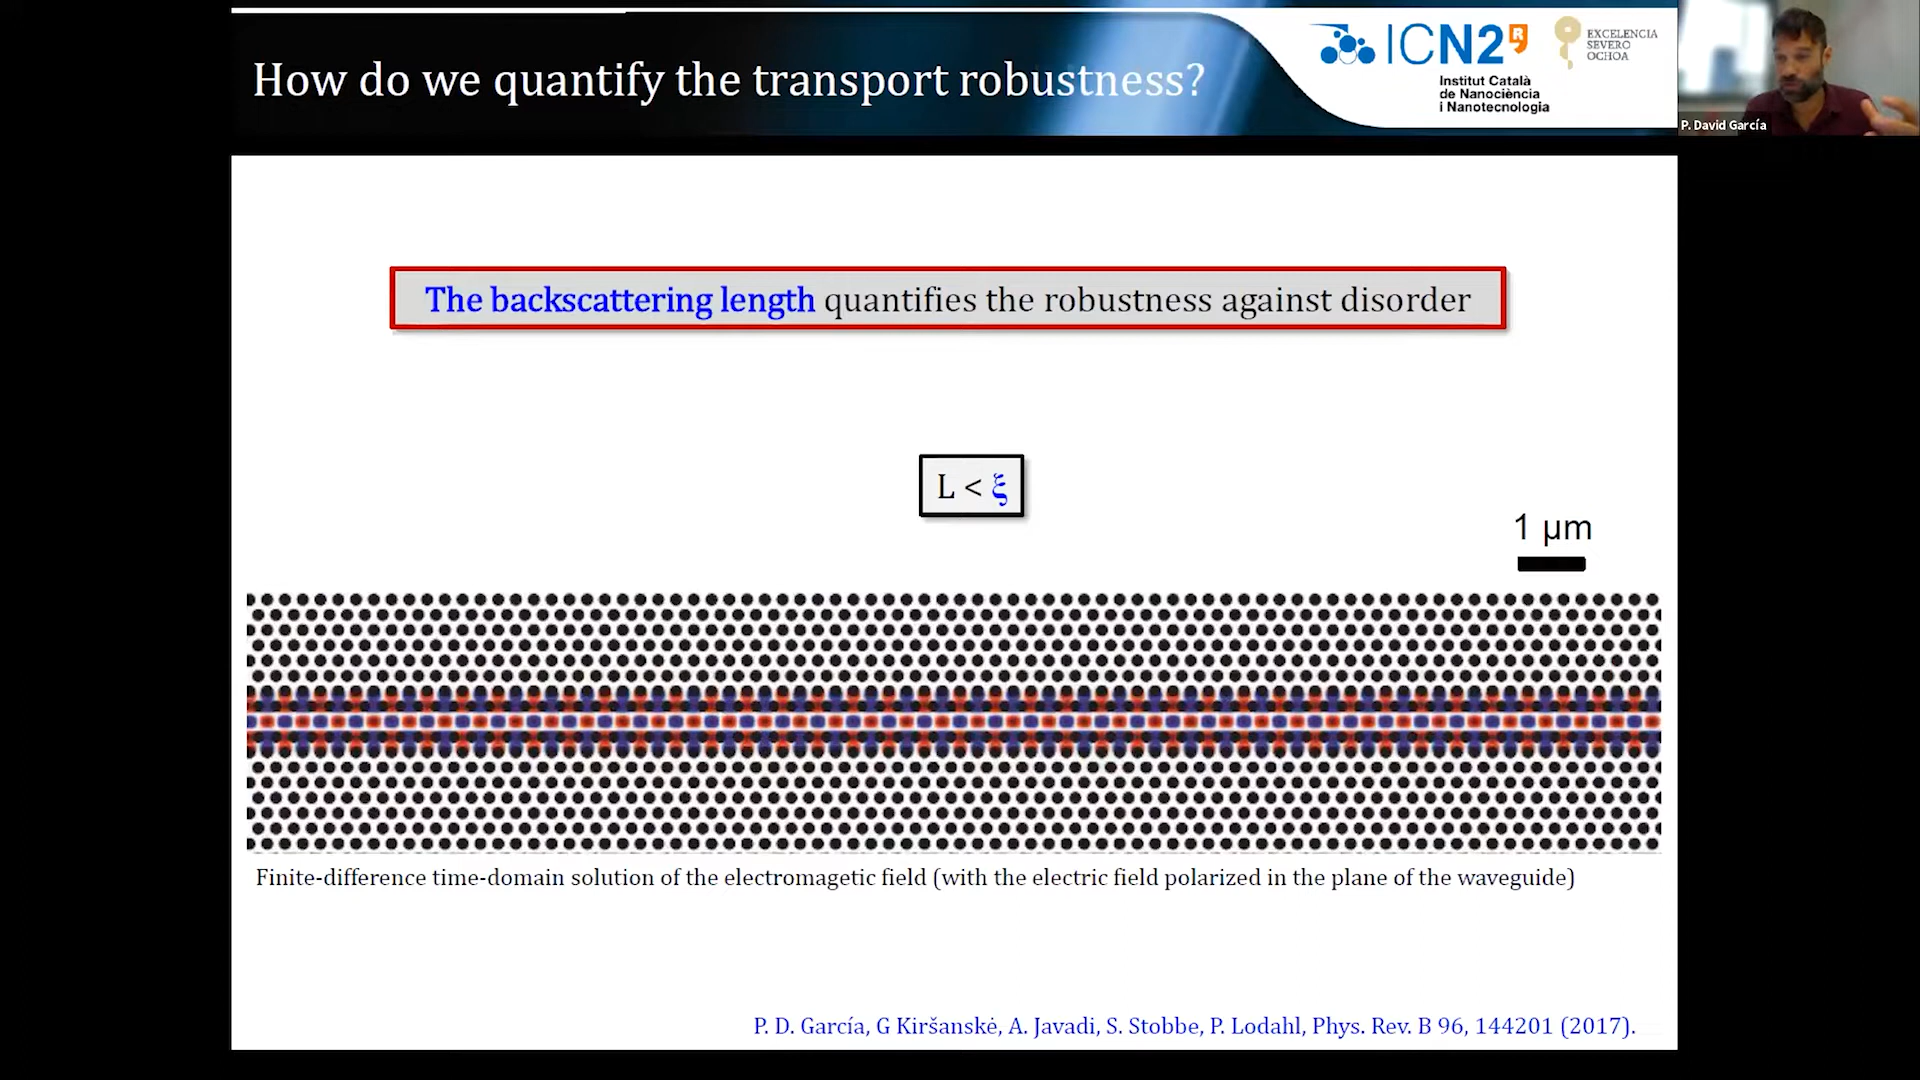 How do we quantify the transport robustness?
ICN2R
Institut Català
de Nanociència
i Nanotecnologia
EXCELENCIA
SEVERO
OCHOA
P. David García
The backscattering length quantifies the robustness against disorder
L < ξ
1 μm
Finite-difference time-domain solution of the electromagetic field (with the electric field polarized in the plane of the waveguide)
P. D. García, G Kiršanskė, A. Javadi, S. Stobbe, P. Lodahl, Phys. Rev. B 96, 144201 (2017).